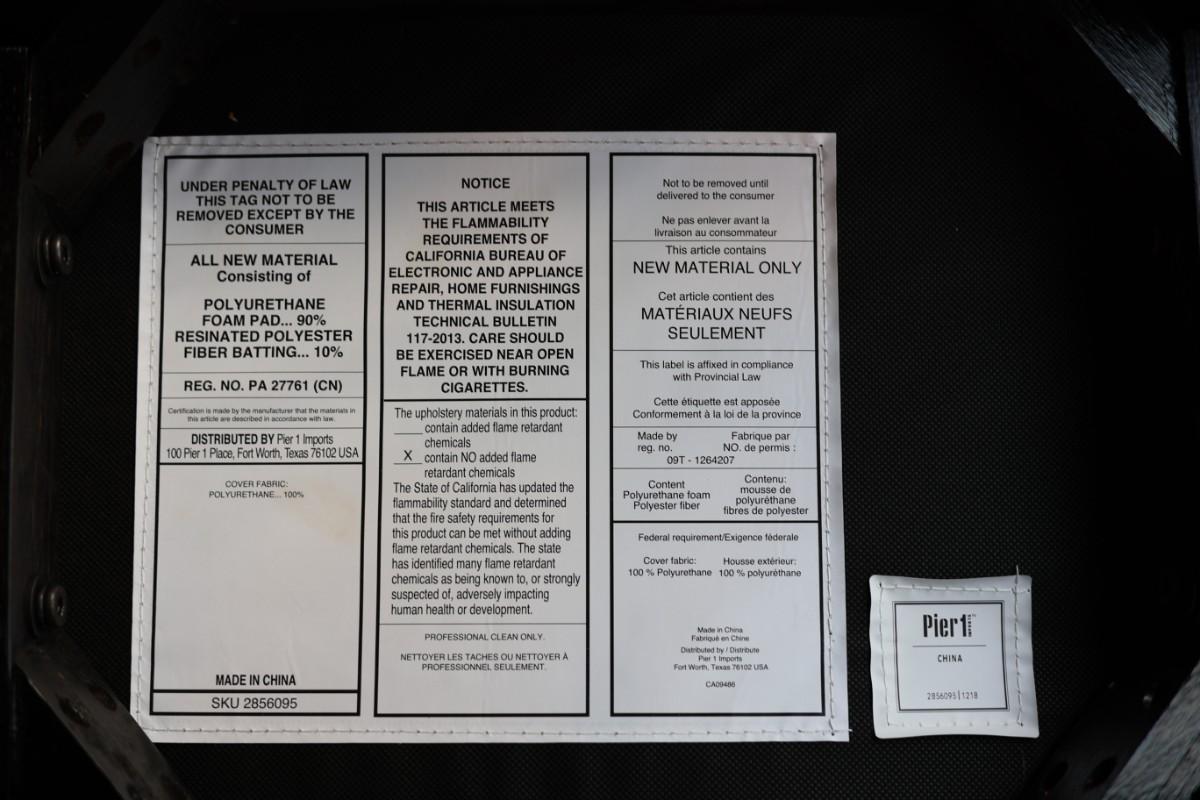 UNDER PENALTY OF LAW
THIS TAG NOT TO BE
REMOVED EXCEPT BY THE
CONSUMER
ALL NEW MATERIAL
Consisting of
POLYURETHANE
FOAM PAD... 90%
RESINATED POLYESTER
FIBER BATTING... 10%
REG. NO. PA 27761 (CN)
Certification is made by the manufacturer that the materials in
this article are described in accordance with law.
DISTRIBUTED BY Pier 1 Imports
100 Pier 1 Place, Fort Worth, Texas 76102 USA
COVER FABRIC:
POLYURETHANE... 100%
MADE IN CHINA
SKU 2856095
NOTICE
THIS ARTICLE MEETS
THE FLAMMABILITY
REQUIREMENTS OF
CALIFORNIA BUREAU OF
ELECTRONIC AND APPLIANCE
REPAIR, HOME FURNISHINGS
AND THERMAL INSULATION
TECHNICAL BULLETIN
117-2013. CARE SHOULD
BE EXERCISED NEAR OPEN
FLAME OR WITH BURNING
CIGARETTES.
The upholstery materials in this product:
____ contain added flame retardant
chemicals
X contain NO added flame
retardant chemicals
The State of California has updated the
flammability standard and determined
that the fire safety requirements for
this product can be met without adding
flame retardant chemicals. The state
has identified many flame retardant
chemicals as being known to, or strongly
suspected of, adversely impacting
human health or development.
PROFESSIONAL CLEAN ONLY.
NETTOYER LES TACHES OU NETTOYER À
PROFESSIONNEL SEULEMENT.
Not to be removed until
delivered to the consumer
Ne pas enlever avant la
livraison au consommateur
This article contains
NEW MATERIAL ONLY
Cet article contient des
MATÉRIAUX NEUFS
SEULEMENT
This label is affixed in compliance
with Provincial Law
Cette étiquette est apposée
Conformement à la loi de la province
Made by Fabrique par
reg. no. NO. de permis :
09T - 1264207
Content Contenu:
Polyurethane foam mousse de
Polyester fiber polyuréthane
fibres de polyester
Federal requirement/Exigence féderale
Cover fabric: Housse extérieur:
100 % Polyurethane 100 % polyuréthane
Made in China
Fabriqué en Chine
Distributed by / Distribute
Pier 1 Imports
Fort Worth, Texas 76102 USA
CA09486
Pier1 imports
CHINA
2856095|1218